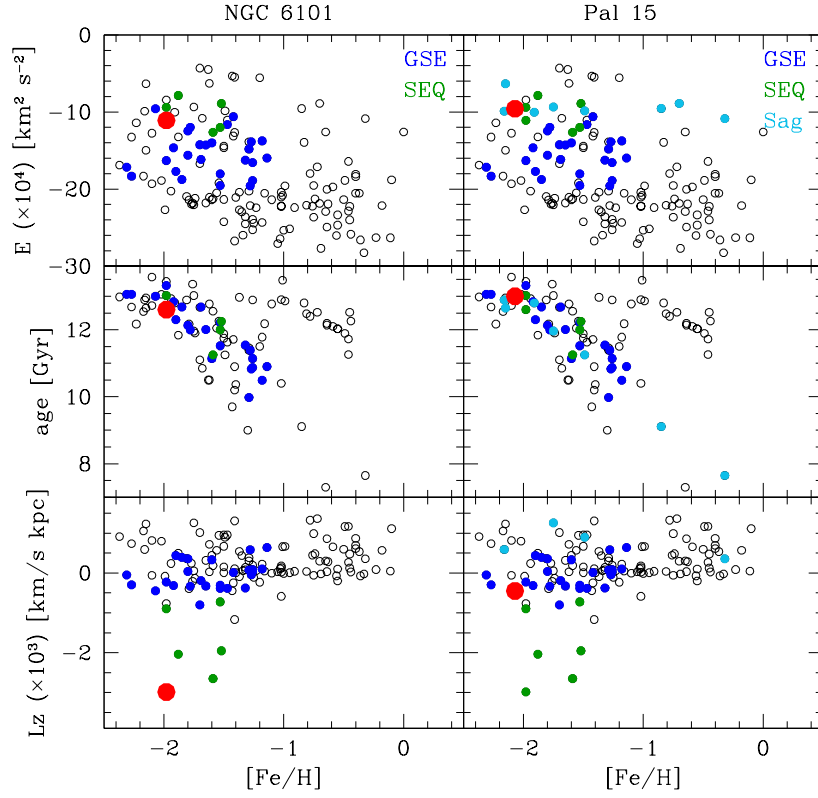 NGC 6101
Pal 15
E (×10⁴) [km² s⁻²]
0
−10
−20
−30
GSE
SEQ
GSE
SEQ
Sag
age [Gyr]
12
10
8
Lz (×10³) [km/s kpc]
0
−2
−2
−1
0
−2
−1
0
[Fe/H]
[Fe/H]